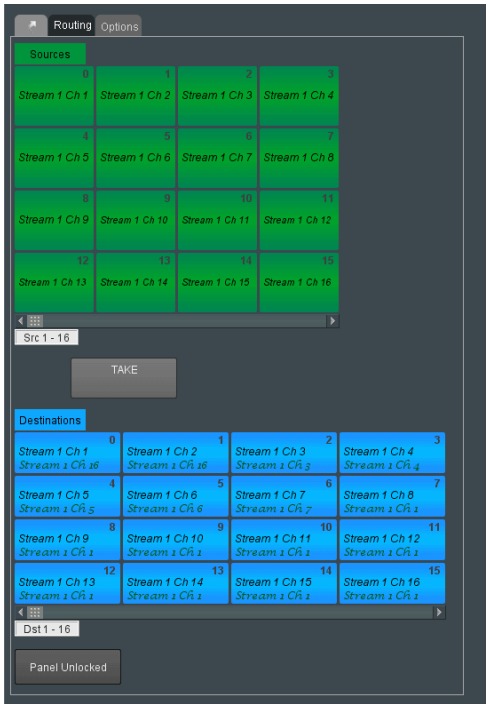 Routing Options
Sources
0 1 2 3
Stream 1 Ch 1 Stream 1 Ch 2 Stream 1 Ch 3 Stream 1 Ch 4
4 5 6 7
Stream 1 Ch 5 Stream 1 Ch 6 Stream 1 Ch 7 Stream 1 Ch 8
8 9 10 11
Stream 1 Ch 9 Stream 1 Ch 10 Stream 1 Ch 11 Stream 1 Ch 12
12 13 14 15
Stream 1 Ch 13 Stream 1 Ch 14 Stream 1 Ch 15 Stream 1 Ch 16
Src 1 - 16
TAKE
Destinations
0 1 2 3
Stream 1 Ch 1 Stream 1 Ch 2 Stream 1 Ch 3 Stream 1 Ch 4
Stream 1 Ch 16 Stream 1 Ch 16 Stream 1 Ch 3 Stream 1 Ch 4
4 5 6 7
Stream 1 Ch 5 Stream 1 Ch 6 Stream 1 Ch 7 Stream 1 Ch 8
Stream 1 Ch 5 Stream 1 Ch 6 Stream 1 Ch 7 Stream 1 Ch 1
8 9 10 11
Stream 1 Ch 9 Stream 1 Ch 10 Stream 1 Ch 11 Stream 1 Ch 12
Stream 1 Ch 1 Stream 1 Ch 1 Stream 1 Ch 1 Stream 1 Ch 1
12 13 14 15
Stream 1 Ch 13 Stream 1 Ch 14 Stream 1 Ch 15 Stream 1 Ch 16
Stream 1 Ch 1 Stream 1 Ch 1 Stream 1 Ch 1 Stream 1 Ch 1
Dst 1 - 16
Panel Unlocked